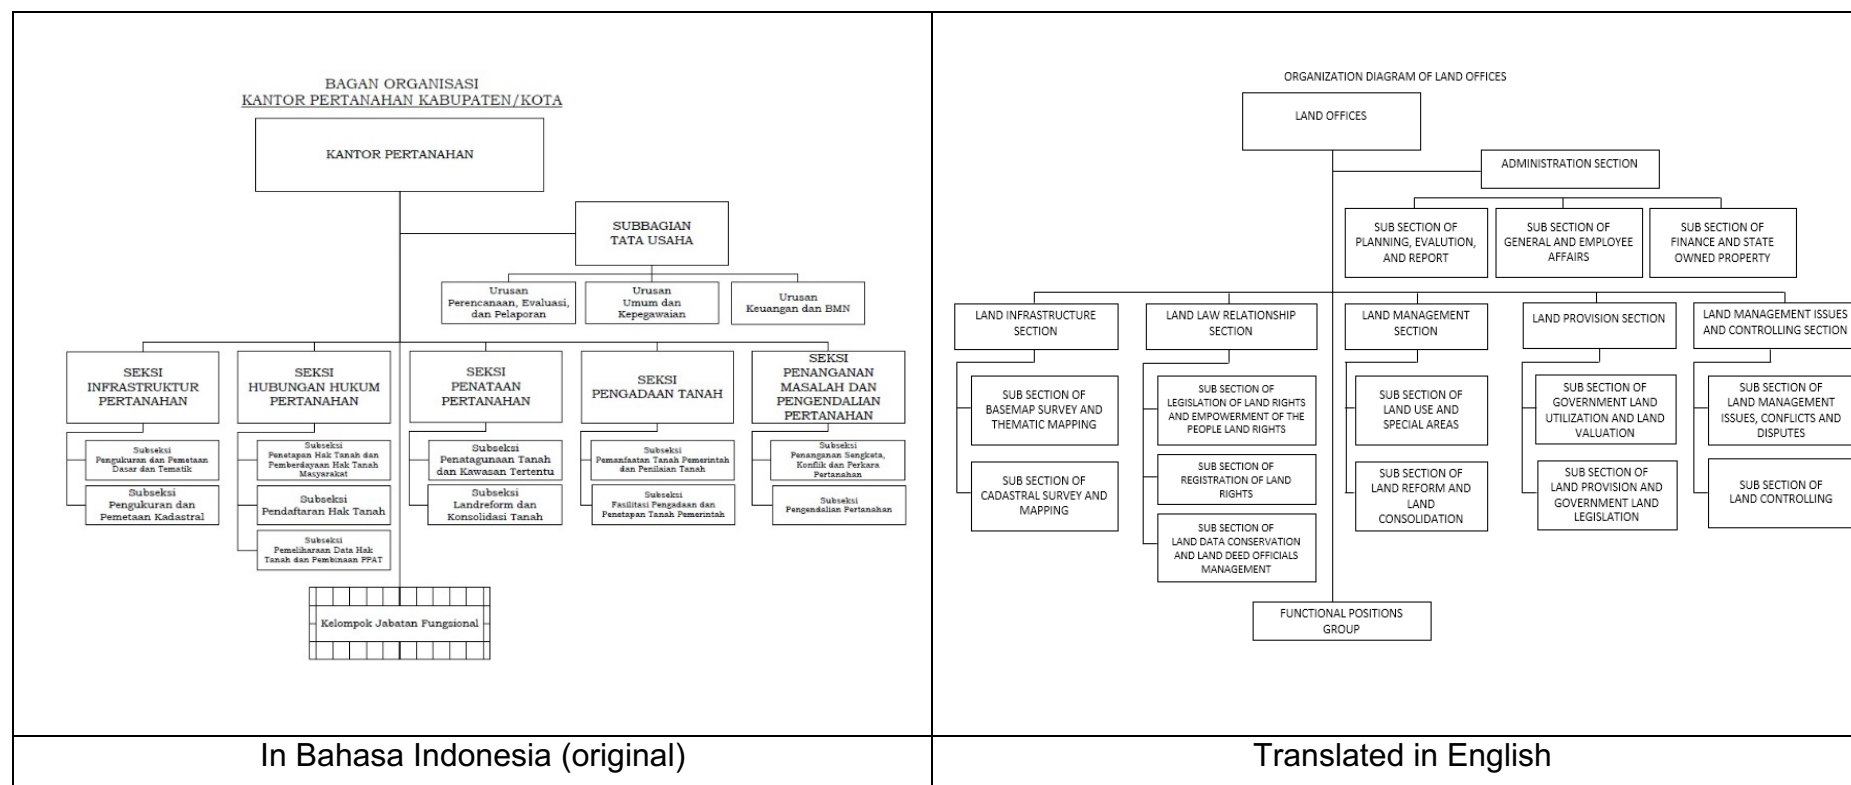 BAGAN ORGANISASI
KANTOR PERTANAHAN KABUPATEN/KOTA
KANTOR PERTANAHAN
SUBBAGIAN
TATA USAHA
Urusan
Perencanaan, Evaluasi,
dan Pelaporan
Urusan
Umum dan
Kepegawaian
Urusan
Keuangan dan BMN
SEKSI
INFRASTRUKTUR
PERTANAHAN
SEKSI
HUBUNGAN HUKUM
PERTANAHAN
SEKSI
PENATAAN
PERTANAHAN
SEKSI
PENGADAAN TANAH
SEKSI
PENANGANAN
MASALAH DAN
PENGENDALIAN
PERTANAHAN
Subseksi
Pengukuran dan Pemetaan
Dasar dan Tematik
Subseksi
Pengukuran dan
Pemetaan Kadastral
Subseksi
Penetapan Hak Tanah dan
Pemberdayaan Hak Tanah
Masyarakat
Subseksi
Pendaftaran Hak Tanah
Subseksi
Pemeliharaan Data Hak
Tanah dan Pembinaan PPAT
Subseksi
Penatagunaan Tanah
dan Kawasan Tertentu
Subseksi
Landreform dan
Konsolidasi Tanah
Subseksi
Pemanfaatan Tanah Pemerintah
dan Penilaian Tanah
Subseksi
Fasilitasi Pengadaan dan
Penetapan Tanah Pemerintah
Subseksi
Penanganan Sengketa,
Konflik dan Perkara
Pertanahan
Subseksi
Pengendalian Pertanahan
Kelompok Jabatan Fungsional
In Bahasa Indonesia (original)
ORGANIZATION DIAGRAM OF LAND OFFICES
LAND OFFICES
ADMINISTRATION SECTION
SUB SECTION OF
PLANNING, EVALUTION,
AND REPORT
SUB SECTION OF
GENERAL AND EMPLOYEE
AFFAIRS
SUB SECTION OF
FINANCE AND STATE
OWNED PROPERTY
LAND INFRASTRUCTURE
SECTION
LAND LAW RELATIONSHIP
SECTION
LAND MANAGEMENT
SECTION
LAND PROVISION SECTION
LAND MANAGEMENT ISSUES
AND CONTROLLING SECTION
SUB SECTION OF
BASEMAP SURVEY AND
THEMATIC MAPPING
SUB SECTION OF
CADASTRAL SURVEY AND
MAPPING
SUB SECTION OF
LEGISLATION OF LAND RIGHTS
AND EMPOWERMENT OF THE
PEOPLE LAND RIGHTS
SUB SECTION OF
REGISTRATION OF LAND
RIGHTS
SUB SECTION OF
LAND DATA CONSERVATION
AND LAND DEED OFFICIALS
MANAGEMENT
SUB SECTION OF
LAND USE AND
SPECIAL AREAS
SUB SECTION OF
LAND REFORM AND
LAND
CONSOLIDATION
SUB SECTION OF
GOVERNMENT LAND
UTILIZATION AND LAND
VALUATION
SUB SECTION OF
LAND PROVISION AND
GOVERNMENT LAND
LEGISLATION
SUB SECTION OF
LAND MANAGEMENT
ISSUES, CONFLICTS AND
DISPUTES
SUB SECTION OF
LAND CONTROLLING
FUNCTIONAL POSITIONS
GROUP
Translated in English